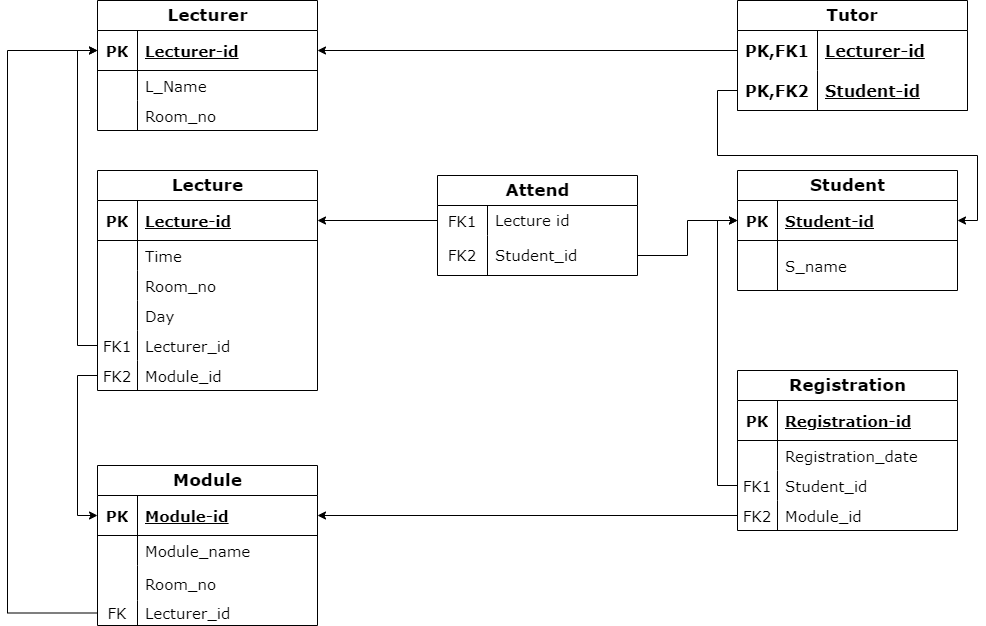 Lecturer
PK Lecturer-id
L_Name
Room_no
Tutor
PK,FK1 Lecturer-id
PK,FK2 Student-id
Lecture
PK Lecture-id
Time
Room_no
Day
FK1 Lecturer_id
FK2 Module_id
Attend
FK1 Lecture id
FK2 Student_id
Student
PK Student-id
S_name
Module
PK Module-id
Module_name
Room_no
FK Lecturer_id
Registration
PK Registration-id
Registration_date
FK1 Student_id
FK2 Module_id